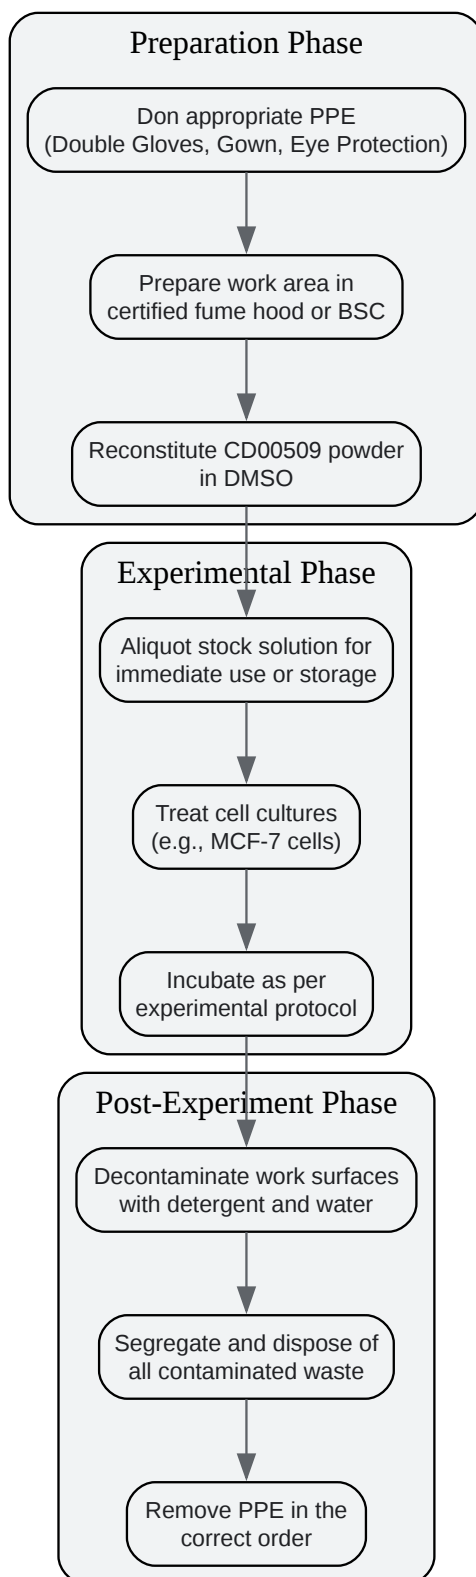 Preparation Phase
Don appropriate PPE
(Double Gloves, Gown, Eye Protection)
Prepare work area in
certified fume hood or BSC
Reconstitute CD00509 powder
in DMSO
Experimental Phase
Aliquot stock solution for
immediate use or storage
Treat cell cultures
(e.g., MCF-7 cells)
Incubate as per
experimental protocol
Post-Experiment Phase
Decontaminate work surfaces
with detergent and water
Segregate and dispose of
all contaminated waste
Remove PPE in the
correct order